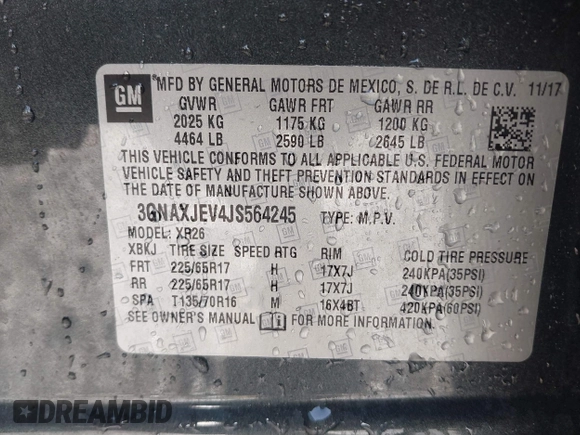 GM
®MFD BY GENERAL MOTORS DE MEXICO, S. DE R.L. DE C.V. 11/17
GVWR GAWR FRT GAWR RR
2025 KG 1175 KG 1200 KG
4464 LB 2590 LB 2645 LB
THIS VEHICLE CONFORMS TO ALL APPLICABLE U.S. FEDERAL MOTOR
VEHICLE SAFETY AND THEFT PREVENTION STANDARDS IN EFFECT ON THE
DATE OF MANUFACTURE SHOWN ABOVE.
3GNAXJEV4JS564245 TYPE: M.P.V.
MODEL: XR26
XBKJ TIRE SIZE SPEED RTG RIM COLD TIRE PRESSURE
FRT 225/65R17 H 17X7J 240KPA(35PSI)
RR 225/65R17 H 17X7J 240KPA(35PSI)
SPA T135/70R16 M 16X4BT 420KPA(60PSI)
SEE OWNER'S MANUAL FOR MORE INFORMATION.
DREAMBID